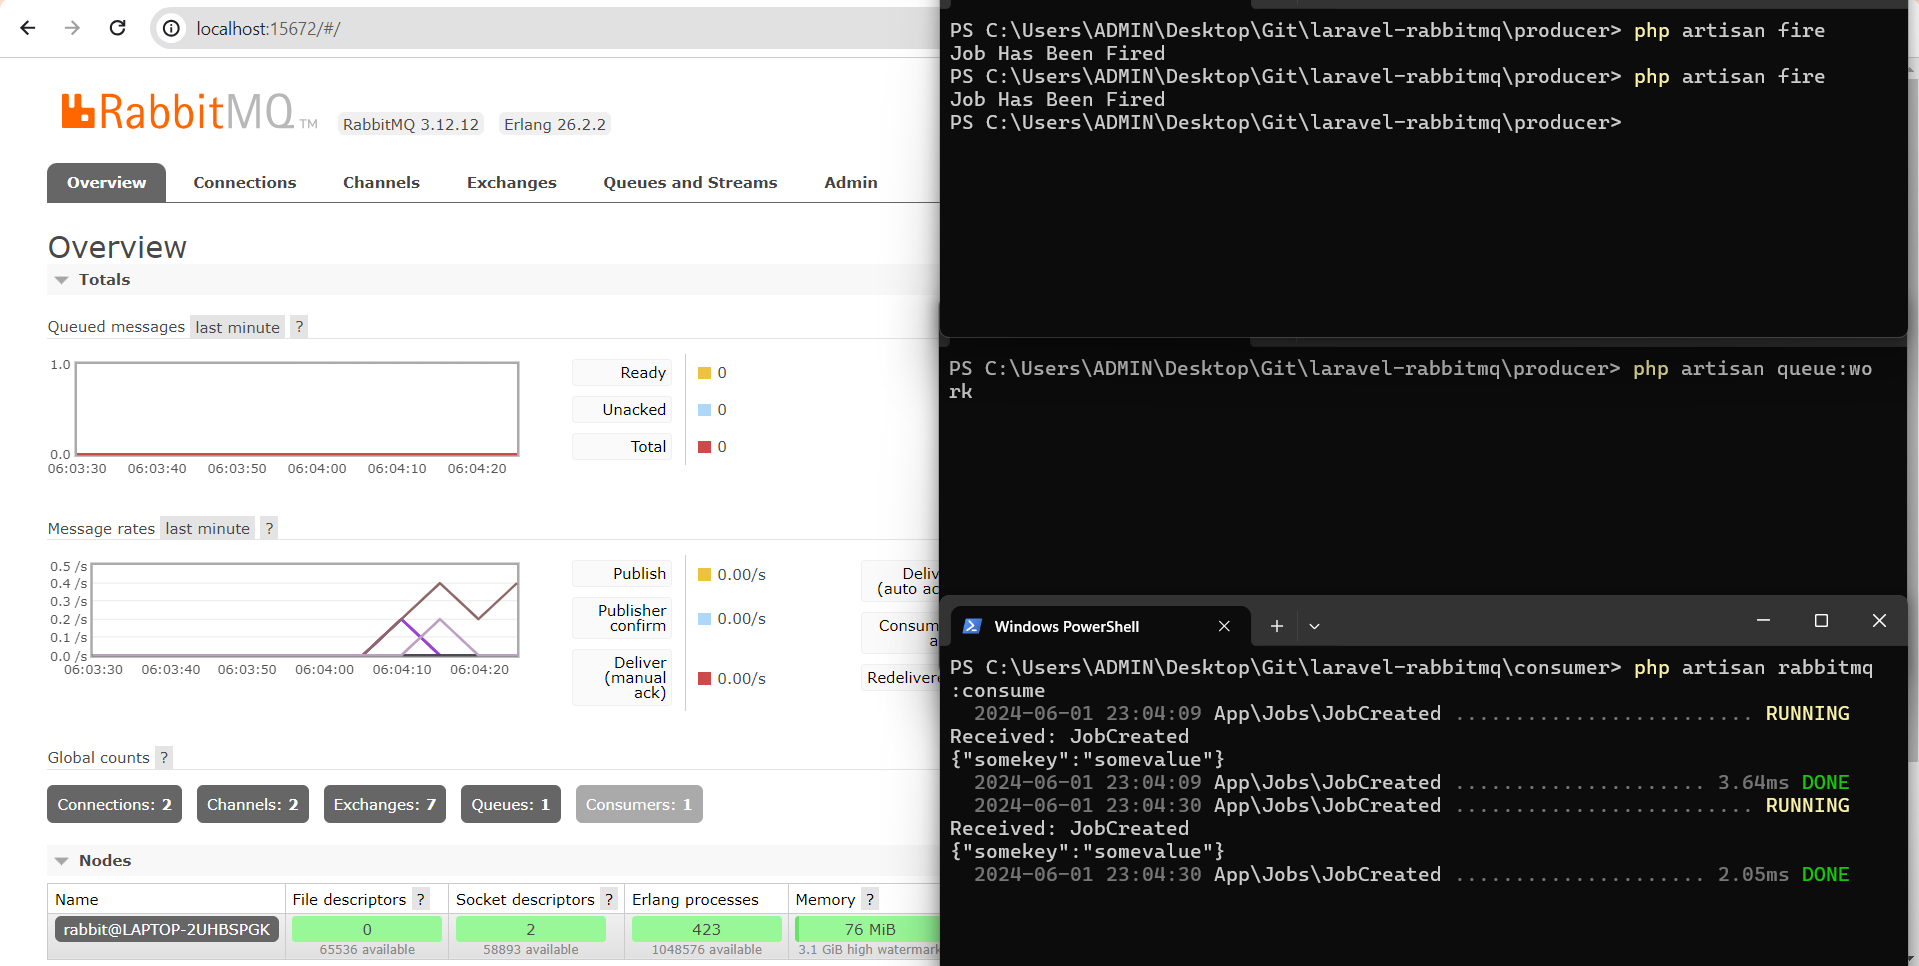 localhost:15672/#/
RabbitMQ TM
RabbitMQ 3.12.12 Erlang 26.2.2
Overview Connections Channels Exchanges Queues and Streams Admin
Overview
Totals
Queued messages last minute ?
1.0
0.0
06:03:30 06:03:40 06:03:50 06:04:00 06:04:10 06:04:20
Ready 0
Unacked 0
Total 0
Message rates last minute ?
0.5 /s
0.4 /s
0.3 /s
0.2 /s
0.1 /s
0.0 /s
06:03:30 06:03:40 06:03:50 06:04:00 06:04:10 06:04:20
Publish 0.00/s
Publisher
confirm 0.00/s
Deliver
(manual
ack) 0.00/s
Deliv
(auto ac
Consum
a
Redelivere
Global counts ?
Connections: 2 Channels: 2 Exchanges: 7 Queues: 1 Consumers: 1
Nodes
Name File descriptors ? Socket descriptors ? Erlang processes Memory ?
rabbit@LAPTOP-2UHBSPGK 0 2 423 76 MiB
65536 available 58893 available 1048576 available 3.1 GiB high watermark
PS C:\Users\ADMIN\Desktop\Git\laravel-rabbitmq\producer> php artisan fire
Job Has Been Fired
PS C:\Users\ADMIN\Desktop\Git\laravel-rabbitmq\producer> php artisan fire
Job Has Been Fired
PS C:\Users\ADMIN\Desktop\Git\laravel-rabbitmq\producer>
PS C:\Users\ADMIN\Desktop\Git\laravel-rabbitmq\producer> php artisan queue:wo
rk
Windows PowerShell
PS C:\Users\ADMIN\Desktop\Git\laravel-rabbitmq\consumer> php artisan rabbitmq
:consume
2024-06-01 23:04:09 App\Jobs\JobCreated ......................... RUNNING
Received: JobCreated
{"somekey":"somevalue"}
2024-06-01 23:04:09 App\Jobs\JobCreated ..................... 3.64ms DONE
2024-06-01 23:04:30 App\Jobs\JobCreated ......................... RUNNING
Received: JobCreated
{"somekey":"somevalue"}
2024-06-01 23:04:30 App\Jobs\JobCreated ..................... 2.05ms DONE